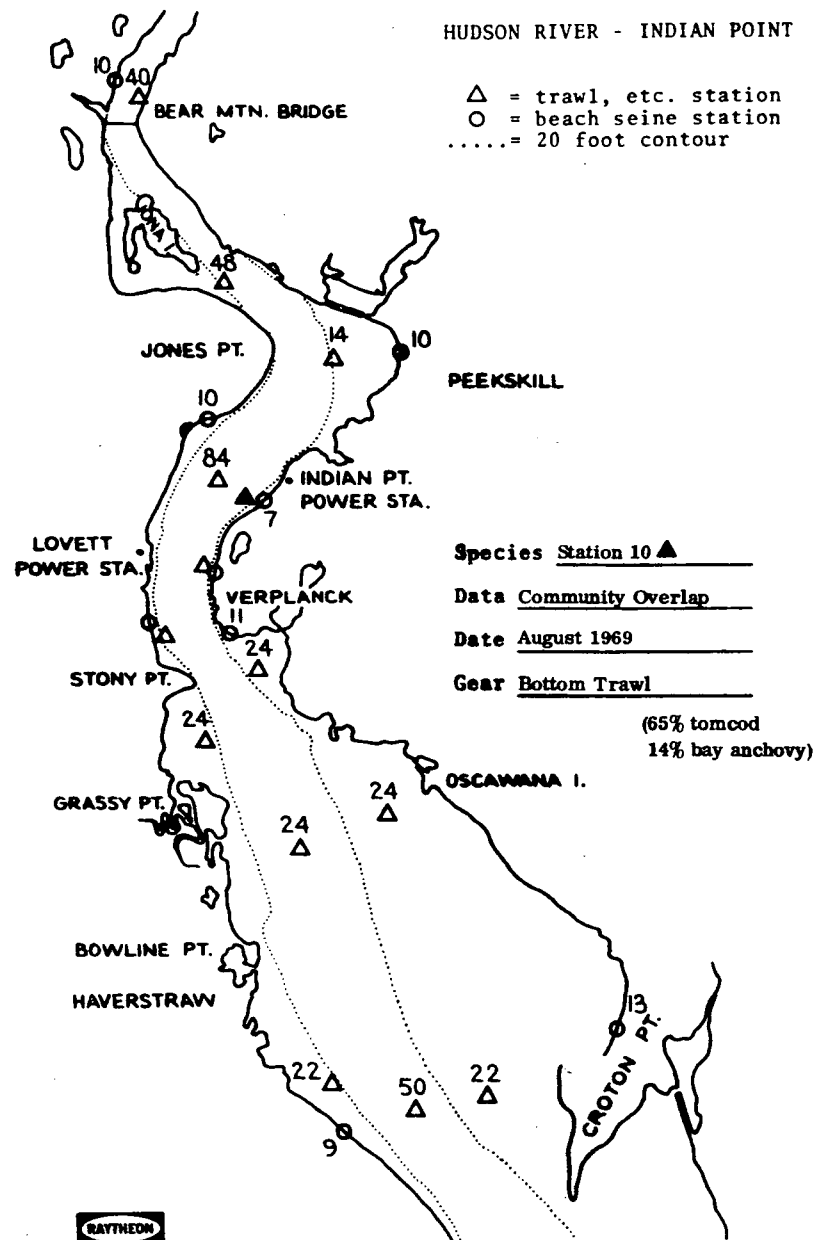 HUDSON RIVER - INDIAN POINT
△ = trawl, etc. station
○ = beach seine station
.....= 20 foot contour
10
40
BEAR MTN. BRIDGE
48
14
10
JONES PT.
PEEKSKILL
10
84
INDIAN PT.
POWER STA.
7
LOVETT
POWER STA.
Species Station 10 ▲
VERPLANCK
Data Community Overlap
11
24
Date August 1969
STONY PT.
Gear Bottom Trawl
24
(65% tomcod
14% bay anchovy)
OSCAWANA I.
GRASSY PT.
24
24
BOWLINE PT.
HAVERSTRAW
13
CROTON PT.
22
50
22
9
RAYTHEON